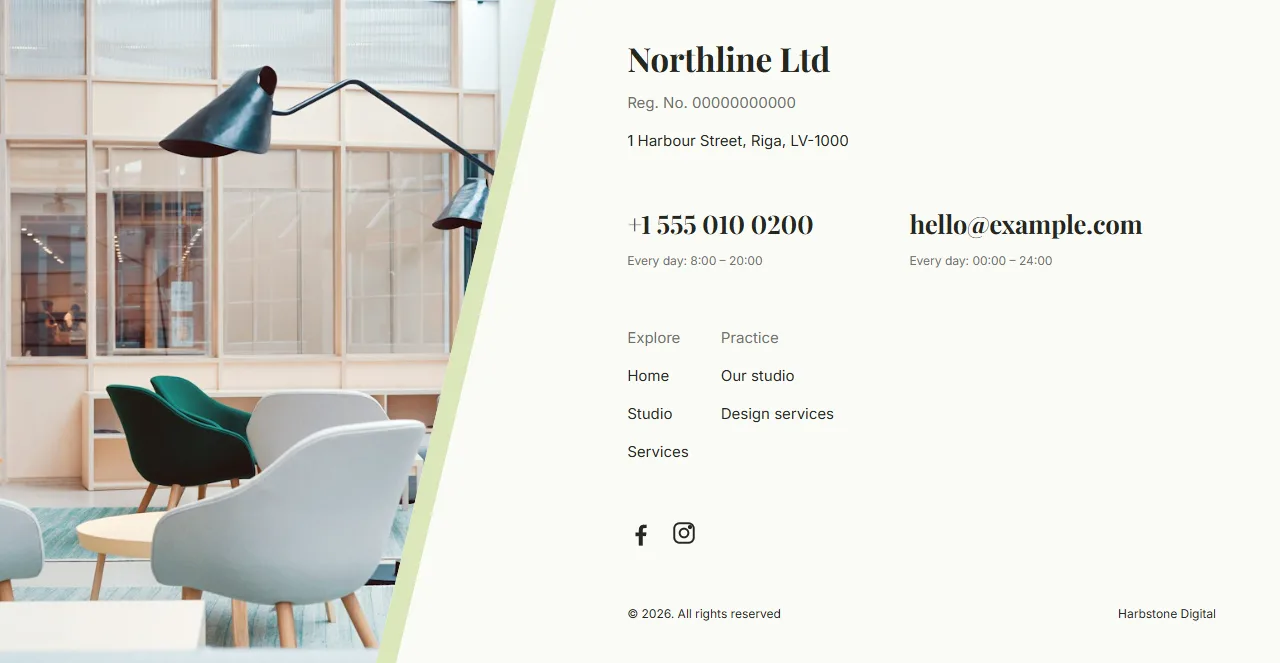 Northline Ltd
Reg. No. 00000000000
1 Harbour Street, Riga, LV-1000
+1 555 010 0200
Every day: 8:00 – 20:00
hello@example.com
Every day: 00:00 – 24:00
Explore
Home
Studio
Services
Practice
Our studio
Design services
© 2026. All rights reserved
Harbstone Digital